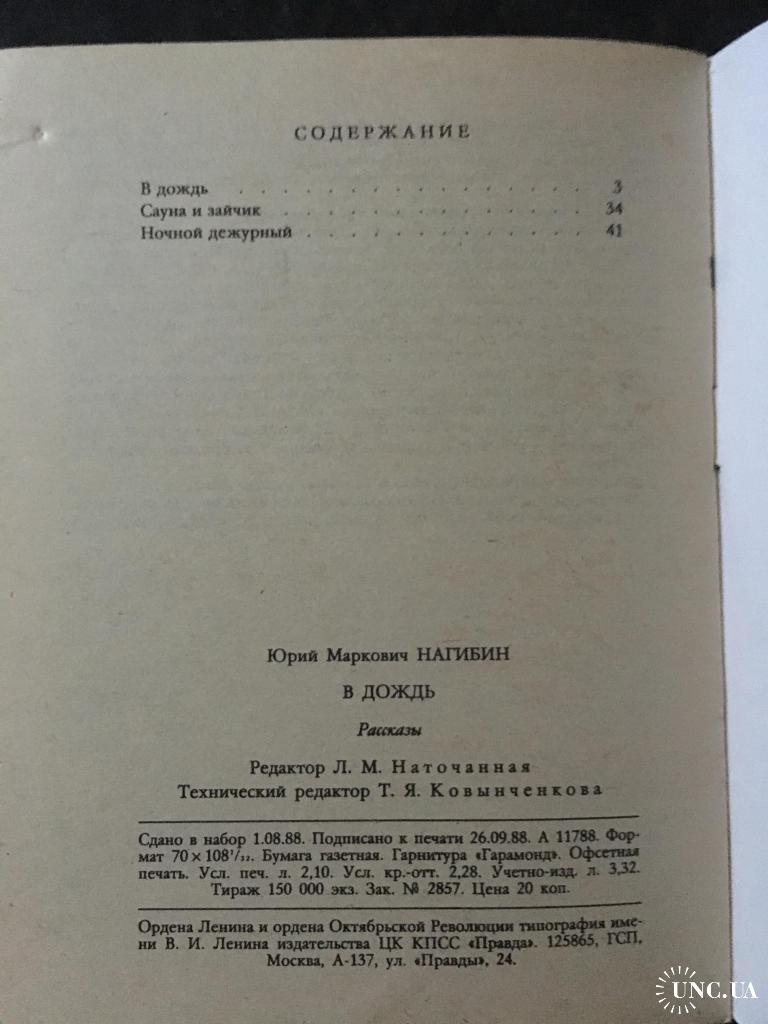 СОДЕРЖАНИЕ
В дождь . . . . . . . . . . . . . . . . 3
Сауна и зайчик . . . . . . . . . . . . . . 34
Ночной дежурный . . . . . . . . . . . . . 41
Юрий Маркович НАГИБИН
В ДОЖДЬ
Рассказы
Редактор Л. М. Наточанная
Технический редактор Т. Я. Ковынченкова
Сдано в набор 1.08.88. Подписано к печати 26.09.88. А 11788. Фор-
мат 70×108¹/₃₂. Бумага газетная. Гарнитура «Гарамонд». Офсетная
печать. Усл. печ. л. 2,10. Усл. кр.-отт. 2,28. Учетно-изд. л. 3,32.
Тираж 150 000 экз. Зак. № 2857. Цена 20 коп.
Ордена Ленина и ордена Октябрьской Революции типография име-
ни В. И. Ленина издательства ЦК КПСС «Правда». 125865, ГСП,
Москва, А-137, ул. «Правды», 24.
UNC.UA